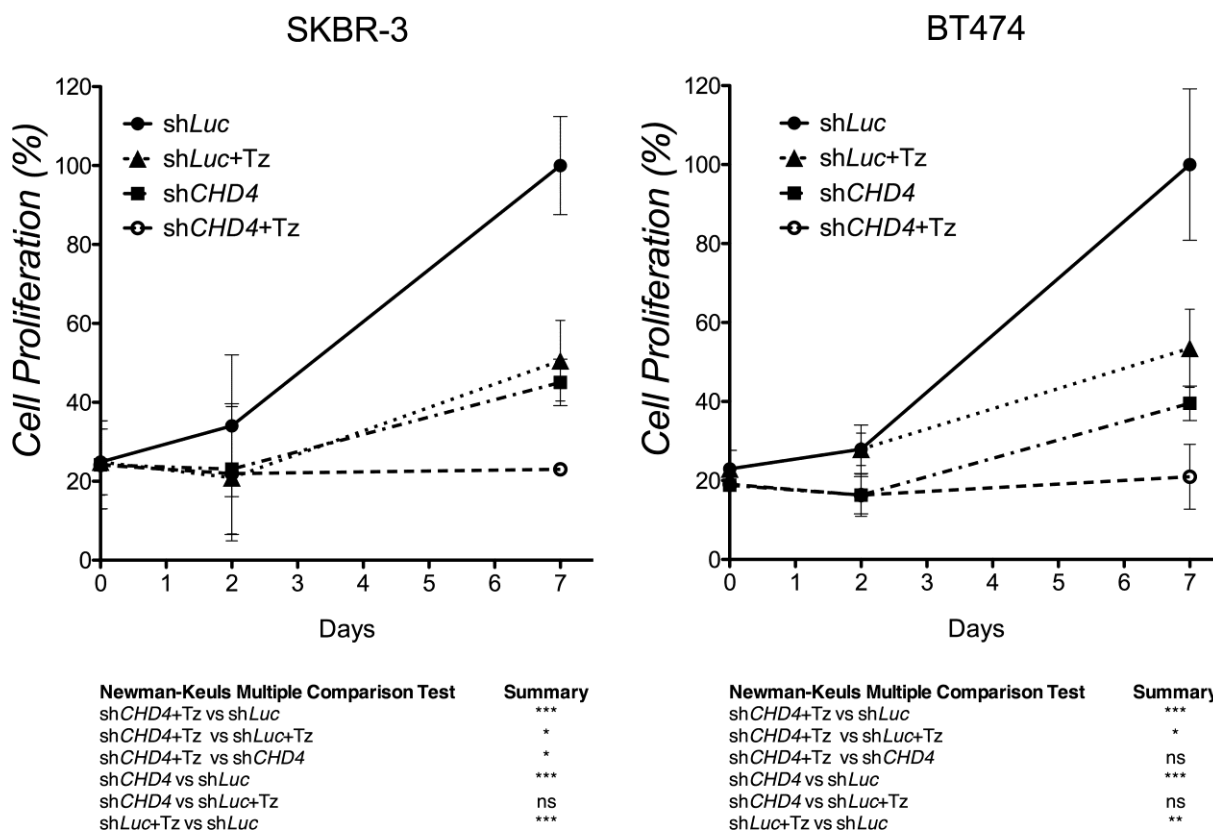 SKBR-3
Cell Proliferation (%)
120
100
80
60
40
20
0
shLuc
shLuc+Tz
shCHD4
shCHD4+Tz
0 1 2 3 4 5 6 7
Days
Newman-Keuls Multiple Comparison Test Summary
shCHD4+Tz vs shLuc ***
shCHD4+Tz vs shLuc+Tz *
shCHD4+Tz vs shCHD4 *
shCHD4 vs shLuc ***
shCHD4 vs shLuc+Tz ns
shLuc+Tz vs shLuc ***
BT474
Cell Proliferation (%)
120
100
80
60
40
20
0
shLuc
shLuc+Tz
shCHD4
shCHD4+Tz
0 1 2 3 4 5 6 7
Days
Newman-Keuls Multiple Comparison Test Summary
shCHD4+Tz vs shLuc ***
shCHD4+Tz vs shLuc+Tz *
shCHD4+Tz vs shCHD4 ns
shCHD4 vs shLuc ***
shCHD4 vs shLuc+Tz ns
shLuc+Tz vs shLuc **